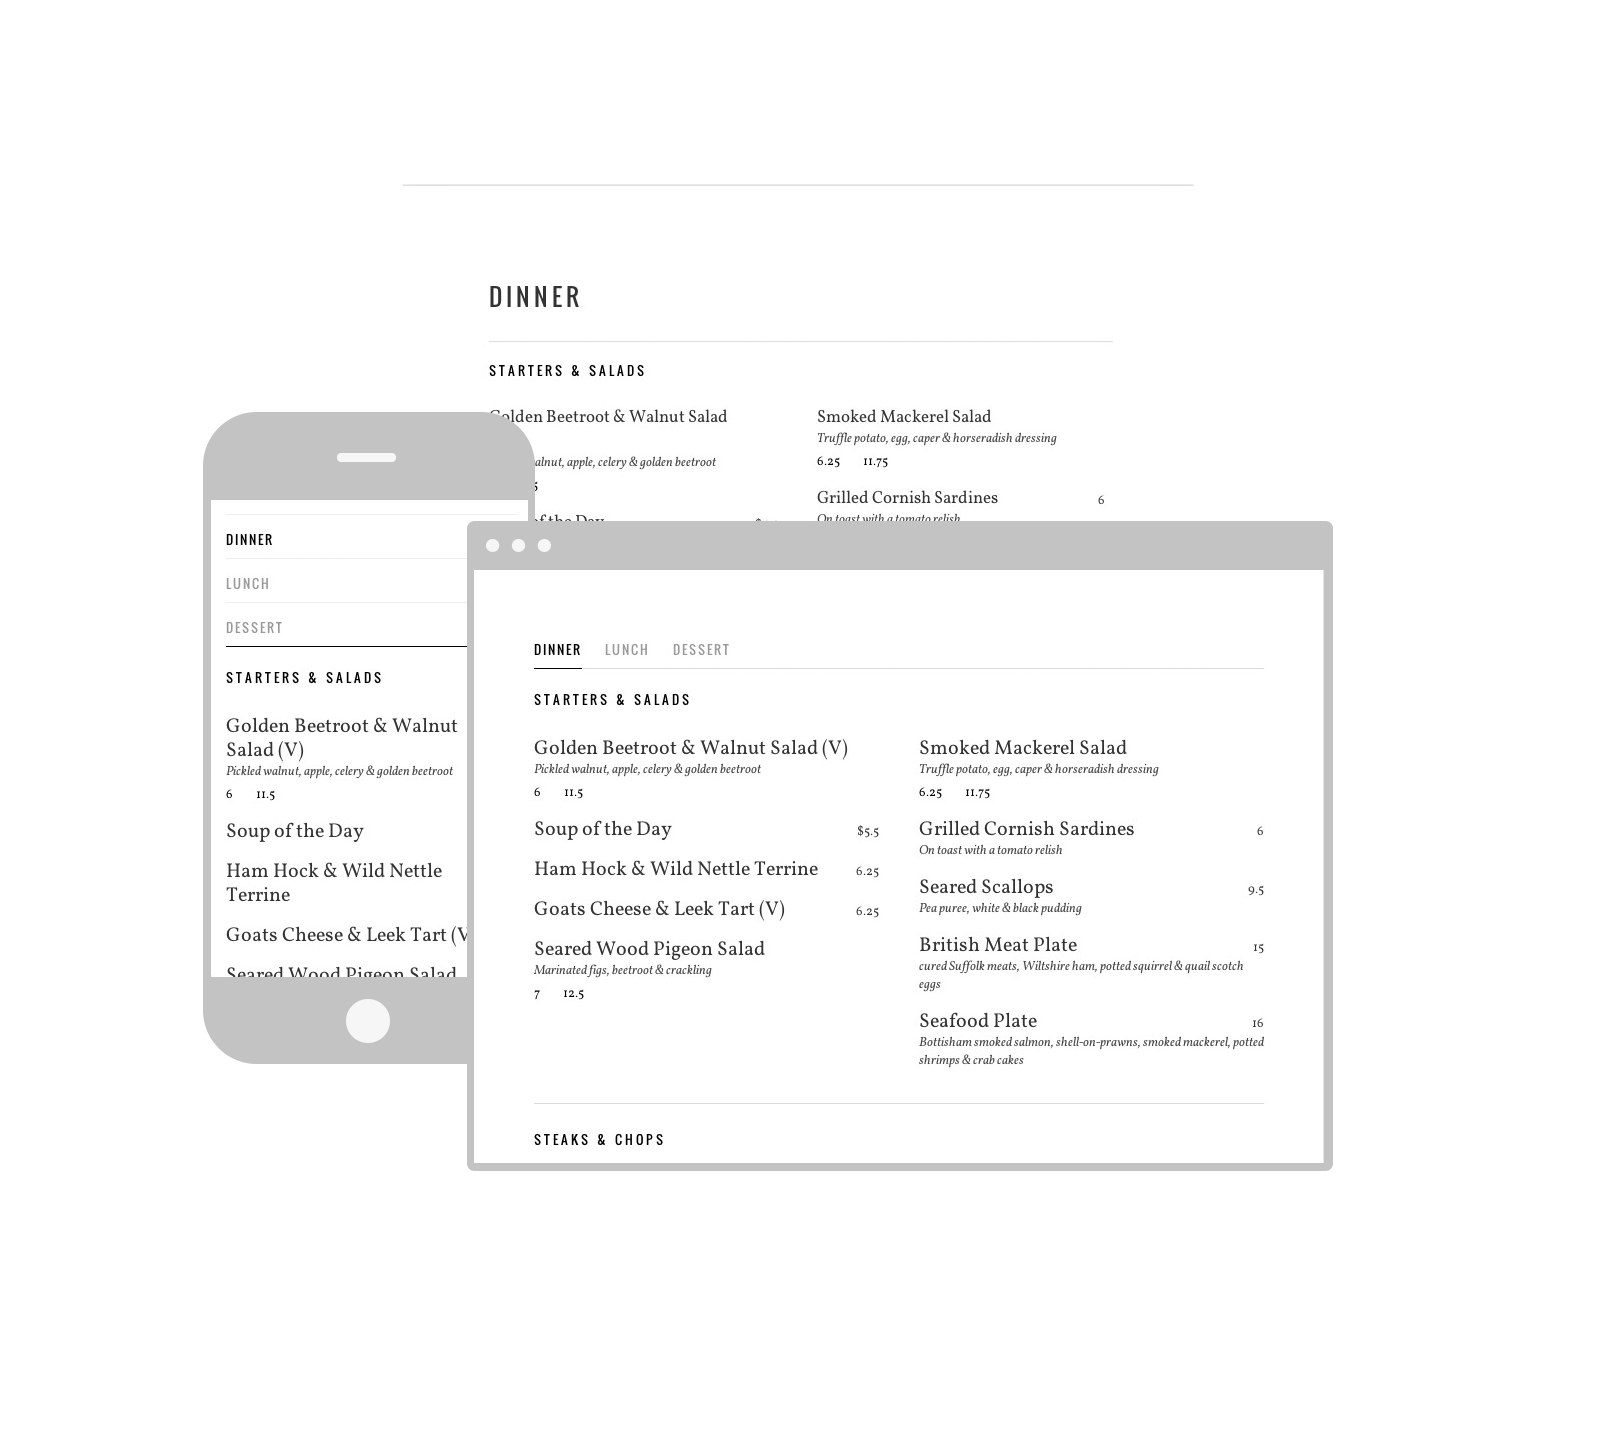 DINNER
STARTERS & SALADS
Golden Beetroot & Walnut Salad
walnut, apple, celery & golden beetroot
Smoked Mackerel Salad
Truffle potato, egg, caper & horseradish dressing
6.25 11.75
Grilled Cornish Sardines 6
On toast with a tomato relish
of the Day
DINNER
LUNCH
DESSERT
STARTERS & SALADS
Golden Beetroot & Walnut
Salad (V)
Pickled walnut, apple, celery & golden beetroot
6 11.5
Soup of the Day
Ham Hock & Wild Nettle
Terrine
Goats Cheese & Leek Tart (V
Seared Wood Pigeon Salad
DINNER LUNCH DESSERT
STARTERS & SALADS
Golden Beetroot & Walnut Salad (V)
Pickled walnut, apple, celery & golden beetroot
6 11.5
Soup of the Day $5.5
Ham Hock & Wild Nettle Terrine 6.25
Goats Cheese & Leek Tart (V) 6.25
Seared Wood Pigeon Salad
Marinated figs, beetroot & crackling
7 12.5
Smoked Mackerel Salad
Truffle potato, egg, caper & horseradish dressing
6.25 11.75
Grilled Cornish Sardines 6
On toast with a tomato relish
Seared Scallops 9.5
Pea puree, white & black pudding
British Meat Plate 15
cured Suffolk meats, Wiltshire ham, potted squirrel & quail scotch
eggs
Seafood Plate 16
Bottisham smoked salmon, shell-on-prawns, smoked mackerel, potted
shrimps & crab cakes
STEAKS & CHOPS